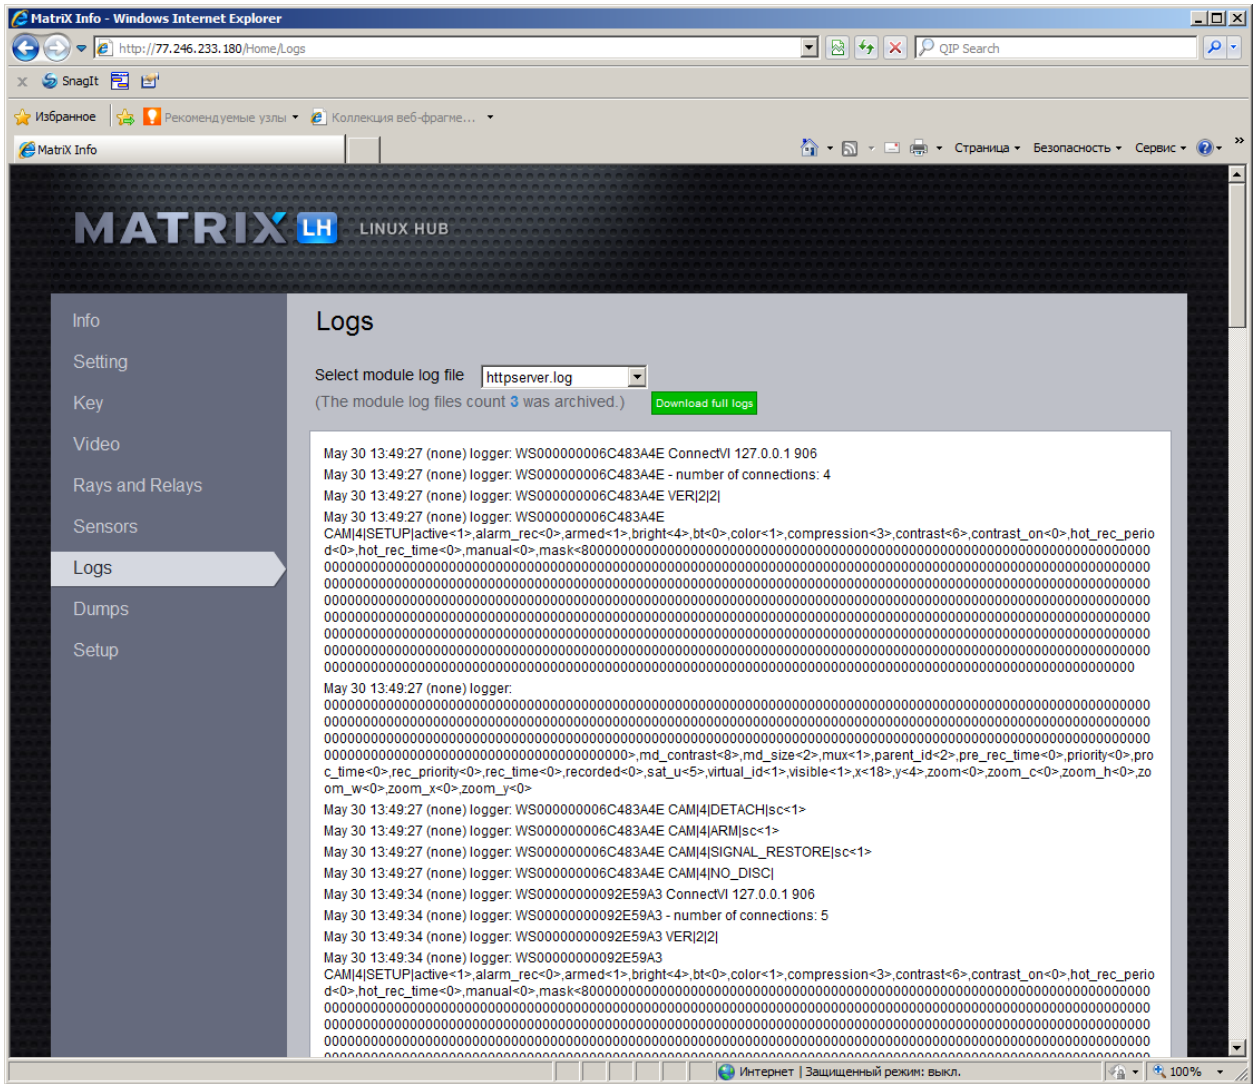 MatriX Info - Windows Internet Explorer
http://77.246.233.180/Home/Logs
QIP Search
x SnagIt
Избранное Рекомендуемые узлы Коллекция веб-фрагме...
MatriX Info
Страница Безопасность Сервис »
MATRIX LH LINUX HUB
Info
Setting
Key
Video
Rays and Relays
Sensors
Logs
Dumps
Setup
Logs
Select module log file httpserver.log
(The module log files count 3 was archived.) Download full logs
May 30 13:49:27 (none) logger: WS000000006C483A4E ConnectVI 127.0.0.1 906
May 30 13:49:27 (none) logger: WS000000006C483A4E - number of connections: 4
May 30 13:49:27 (none) logger: WS000000006C483A4E VER|2|2|
May 30 13:49:27 (none) logger: WS000000006C483A4E
CAM|4|SETUP|active<1>,alarm_rec<0>,armed<1>,bright<4>,bt<0>,color<1>,compression<3>,contrast<6>,contrast_on<0>,hot_rec_perio
d<0>,hot_rec_time<0>,manual<0>,mask<
May 30 13:49:27 (none) logger:
>,md_contrast<8>,md_size<2>,mux<1>,parent_id<2>,pre_rec_time<0>,priority<0>,pro
c_time<0>,rec_priority<0>,rec_time<0>,recorded<0>,sat_u<5>,virtual_id<1>,visible<1>,x<18>,y<4>,zoom<0>,zoom_c<0>,zoom_h<0>,zo
om_w<0>,zoom_x<0>,zoom_y<0>
May 30 13:49:27 (none) logger: WS000000006C483A4E CAM|4|DETACH|sc<1>
May 30 13:49:27 (none) logger: WS000000006C483A4E CAM|4|ARM|sc<1>
May 30 13:49:27 (none) logger: WS000000006C483A4E CAM|4|SIGNAL_RESTORE|sc<1>
May 30 13:49:27 (none) logger: WS000000006C483A4E CAM|4|NO_DISC|
May 30 13:49:34 (none) logger: WS00000000092E59A3 ConnectVI 127.0.0.1 906
May 30 13:49:34 (none) logger: WS00000000092E59A3 - number of connections: 5
May 30 13:49:34 (none) logger: WS00000000092E59A3 VER|2|2|
May 30 13:49:34 (none) logger: WS00000000092E59A3
CAM|4|SETUP|active<1>,alarm_rec<0>,armed<1>,bright<4>,bt<0>,color<1>,compression<3>,contrast<6>,contrast_on<0>,hot_rec_perio
d<0>,hot_rec_time<0>,manual<0>,mask<
Интернет | Защищенный режим: выкл.
100%